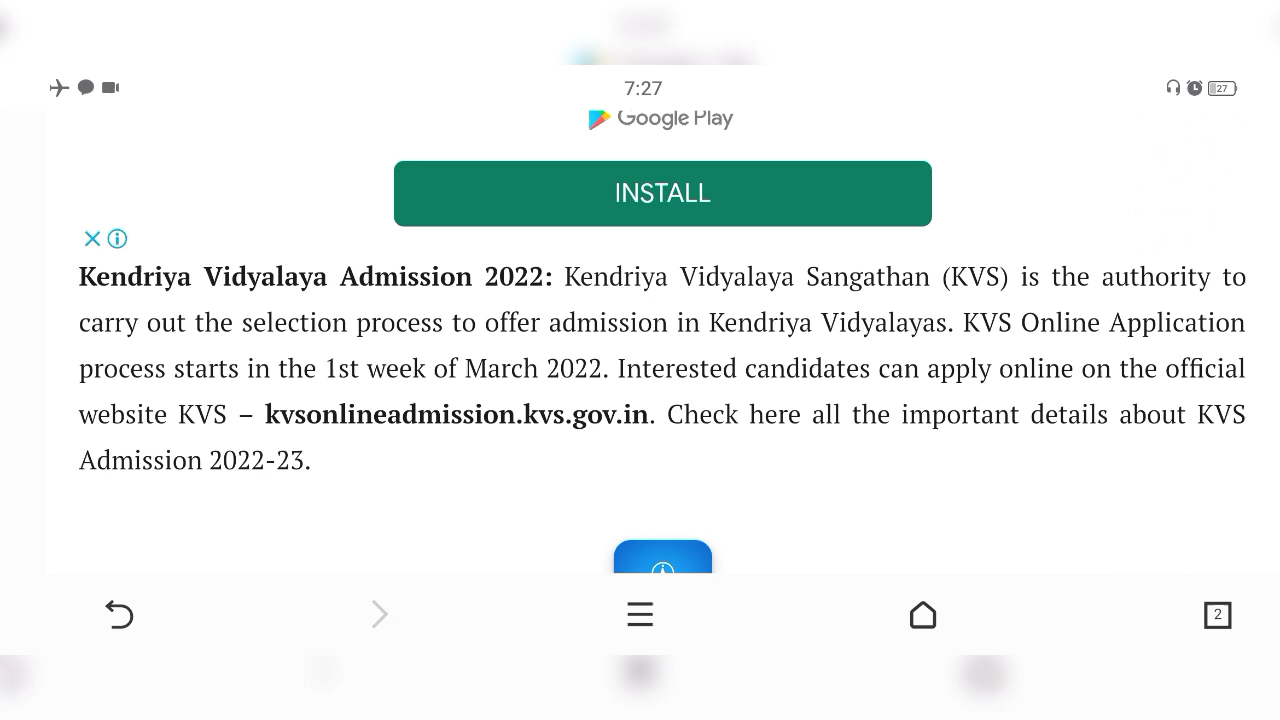 7:27
27
Google Play
INSTALL
Kendriya Vidyalaya Admission 2022: Kendriya Vidyalaya Sangathan (KVS) is the authority to
carry out the selection process to offer admission in Kendriya Vidyalayas. KVS Online Application
process starts in the 1st week of March 2022. Interested candidates can apply online on the official
website KVS – kvsonlineadmission.kvs.gov.in. Check here all the important details about KVS
Admission 2022-23.
2